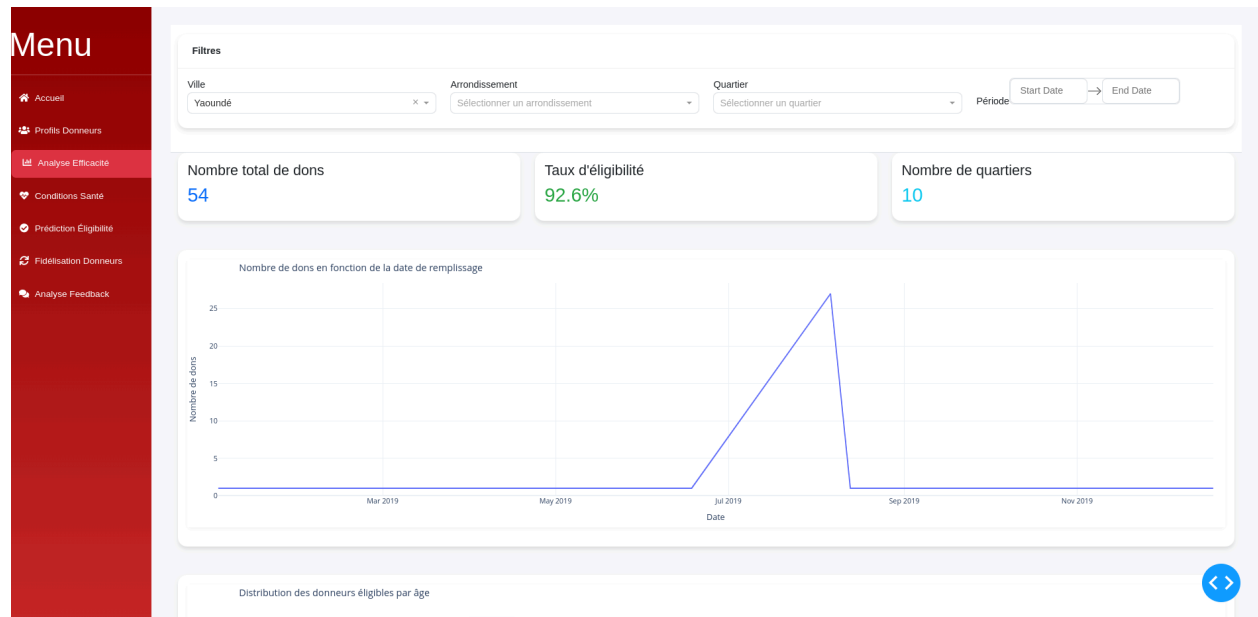 Menu
Accueil
Profils Donneurs
Analyse Efficacité
Conditions Santé
Prédiction Éligibilité
Fidélisation Donneurs
Analyse Feedback
Filtres
Ville
Yaoundé
Arrondissement
Sélectionner un arrondissement
Quartier
Sélectionner un quartier
Période
Start Date
End Date
Nombre total de dons
54
Taux d'éligibilité
92.6%
Nombre de quartiers
10
Nombre de dons en fonction de la date de remplissage
Nombre de dons
25
20
15
10
5
0
Mar 2019
May 2019
Jul 2019
Sep 2019
Nov 2019
Date
Distribution des donneurs éligibles par âge